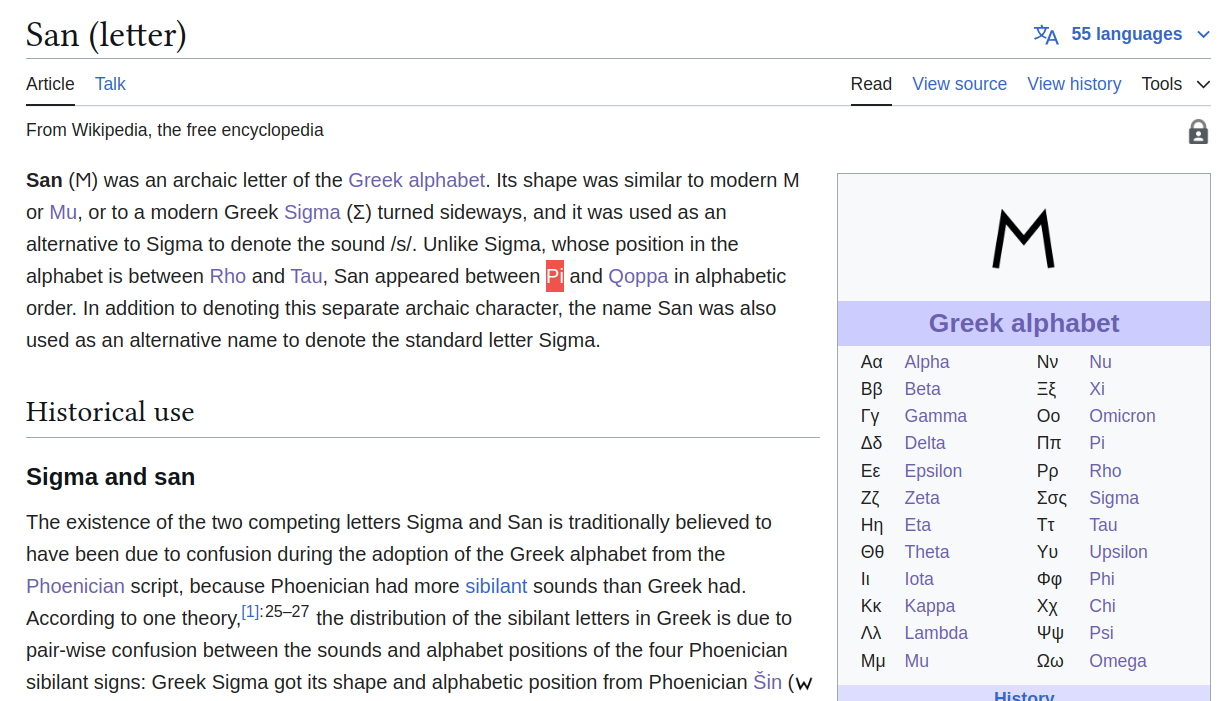 San (letter)
55 languages
Article Talk
Read View source View history Tools
From Wikipedia, the free encyclopedia
San (Ϻ) was an archaic letter of the Greek alphabet. Its shape was similar to modern M
or Mu, or to a modern Greek Sigma (Σ) turned sideways, and it was used as an
alternative to Sigma to denote the sound /s/. Unlike Sigma, whose position in the
alphabet is between Rho and Tau, San appeared between Pi and Qoppa in alphabetic
order. In addition to denoting this separate archaic character, the name San was also
used as an alternative name to denote the standard letter Sigma.
Historical use
Sigma and san
The existence of the two competing letters Sigma and San is traditionally believed to
have been due to confusion during the adoption of the Greek alphabet from the
Phoenician script, because Phoenician had more sibilant sounds than Greek had.
According to one theory,[1]:25–27 the distribution of the sibilant letters in Greek is due to
pair-wise confusion between the sounds and alphabet positions of the four Phoenician
sibilant signs: Greek Sigma got its shape and alphabetic position from Phoenician Šin (𐤔
Ϻ
Greek alphabet
Αα Alpha Νν Nu
Ββ Beta Ξξ Xi
Γγ Gamma Οο Omicron
Δδ Delta Ππ Pi
Εε Epsilon Ρρ Rho
Ζζ Zeta Σσς Sigma
Ηη Eta Ττ Tau
Θθ Theta Υυ Upsilon
Ιι Iota Φφ Phi
Κκ Kappa Χχ Chi
Λλ Lambda Ψψ Psi
Μμ Mu Ωω Omega
History